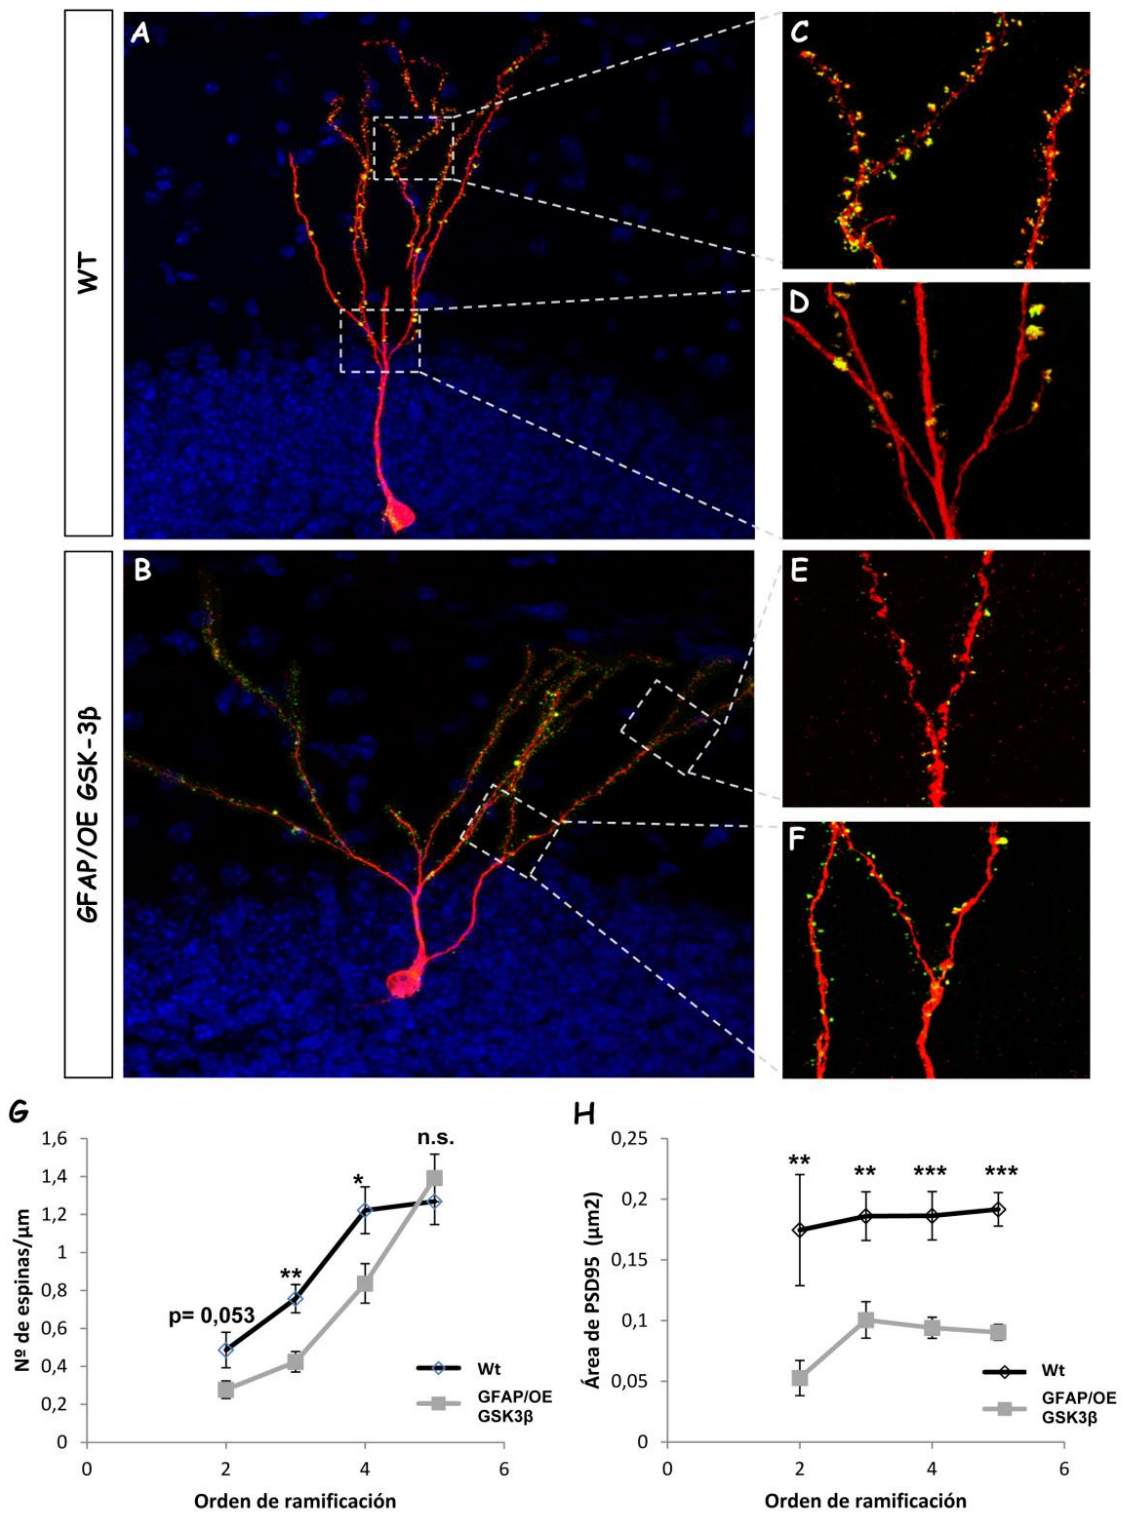 WT
A
C
D
GFAP/OE GSK-3β
B
E
F
G
Nº de espinas/µm
1,6
1,4
1,2
1
0,8
0,6
0,4
0,2
0
0
2
4
6
p= 0,053
**
*
n.s.
Wt
GFAP/OE
GSK3β
Orden de ramificación
H
Área de PSD95 (µm2)
0,25
0,2
0,15
0,1
0,05
0
0
2
4
6
**
**
***
***
Wt
GFAP/OE
GSK3β
Orden de ramificación